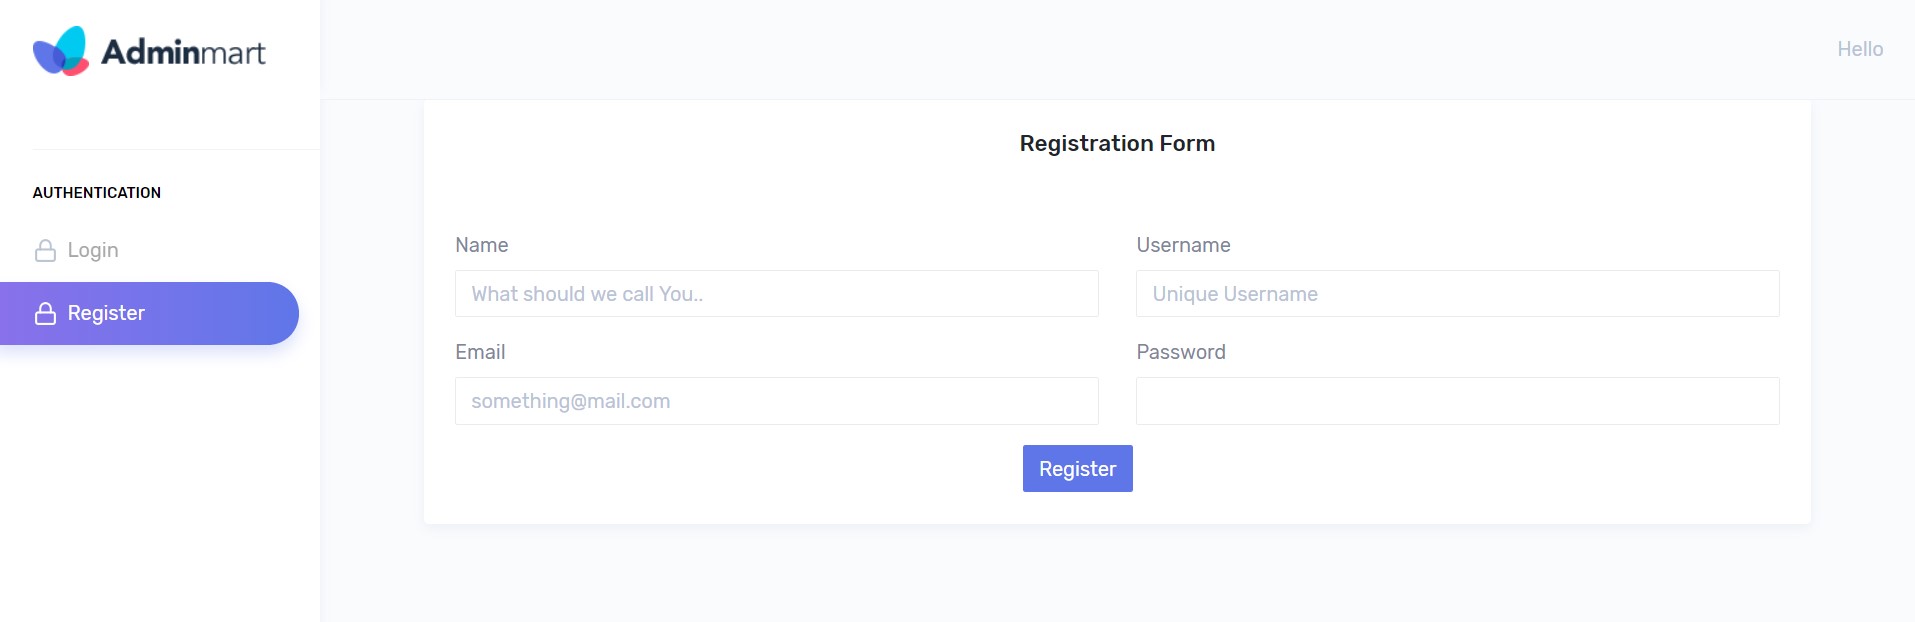 Adminmart
Hello
AUTHENTICATION
Login
Register
Registration Form
Name
Username
What should we call You..
Unique Username
Email
Password
something@mail.com
Register